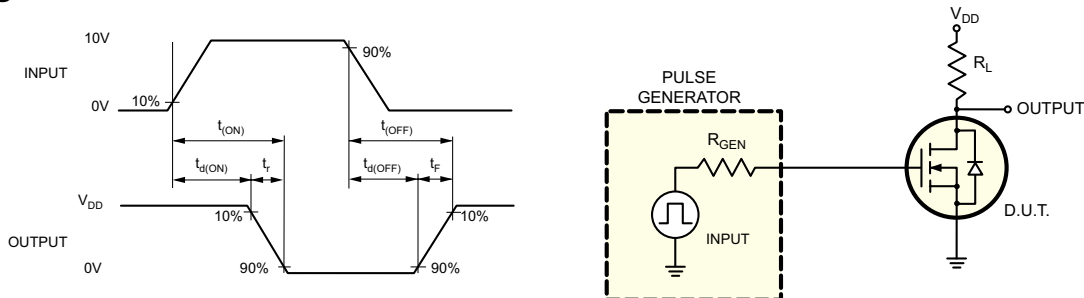 10V
INPUT
90%
10%
0V
t(ON)
t(OFF)
td(ON)
tr
td(OFF)
tF
VDD
10%
10%
OUTPUT
0V
90%
90%
VDD
RL
PULSE
GENERATOR
OUTPUT
RGEN
D.U.T.
INPUT